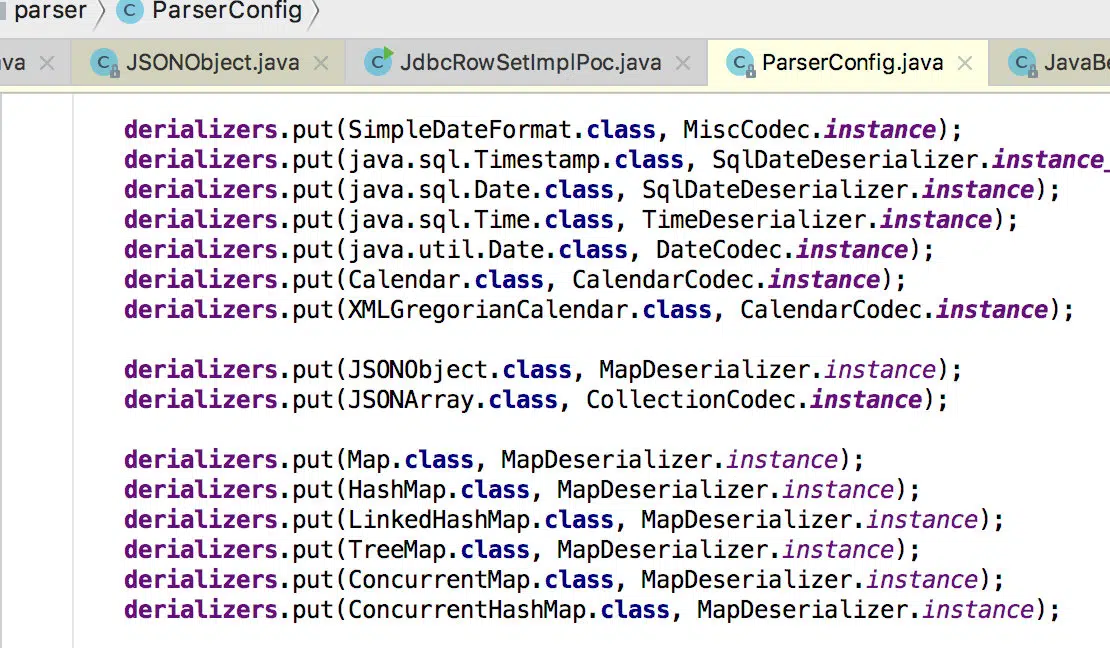 parser ParserConfig
va JSONObject.java JdbcRowSetImplPoc.java ParserConfig.java JavaBe
derializers.put(SimpleDateFormat.class, MiscCodec.instance);
derializers.put(java.sql.Timestamp.class, SqlDateDeserializer.instance_
derializers.put(java.sql.Date.class, SqlDateDeserializer.instance);
derializers.put(java.sql.Time.class, TimeDeserializer.instance);
derializers.put(java.util.Date.class, DateCodec.instance);
derializers.put(Calendar.class, CalendarCodec.instance);
derializers.put(XMLGregorianCalendar.class, CalendarCodec.instance);
derializers.put(JSONObject.class, MapDeserializer.instance);
derializers.put(JSONArray.class, CollectionCodec.instance);
derializers.put(Map.class, MapDeserializer.instance);
derializers.put(HashMap.class, MapDeserializer.instance);
derializers.put(LinkedHashMap.class, MapDeserializer.instance);
derializers.put(TreeMap.class, MapDeserializer.instance);
derializers.put(ConcurrentMap.class, MapDeserializer.instance);
derializers.put(ConcurrentHashMap.class, MapDeserializer.instance);